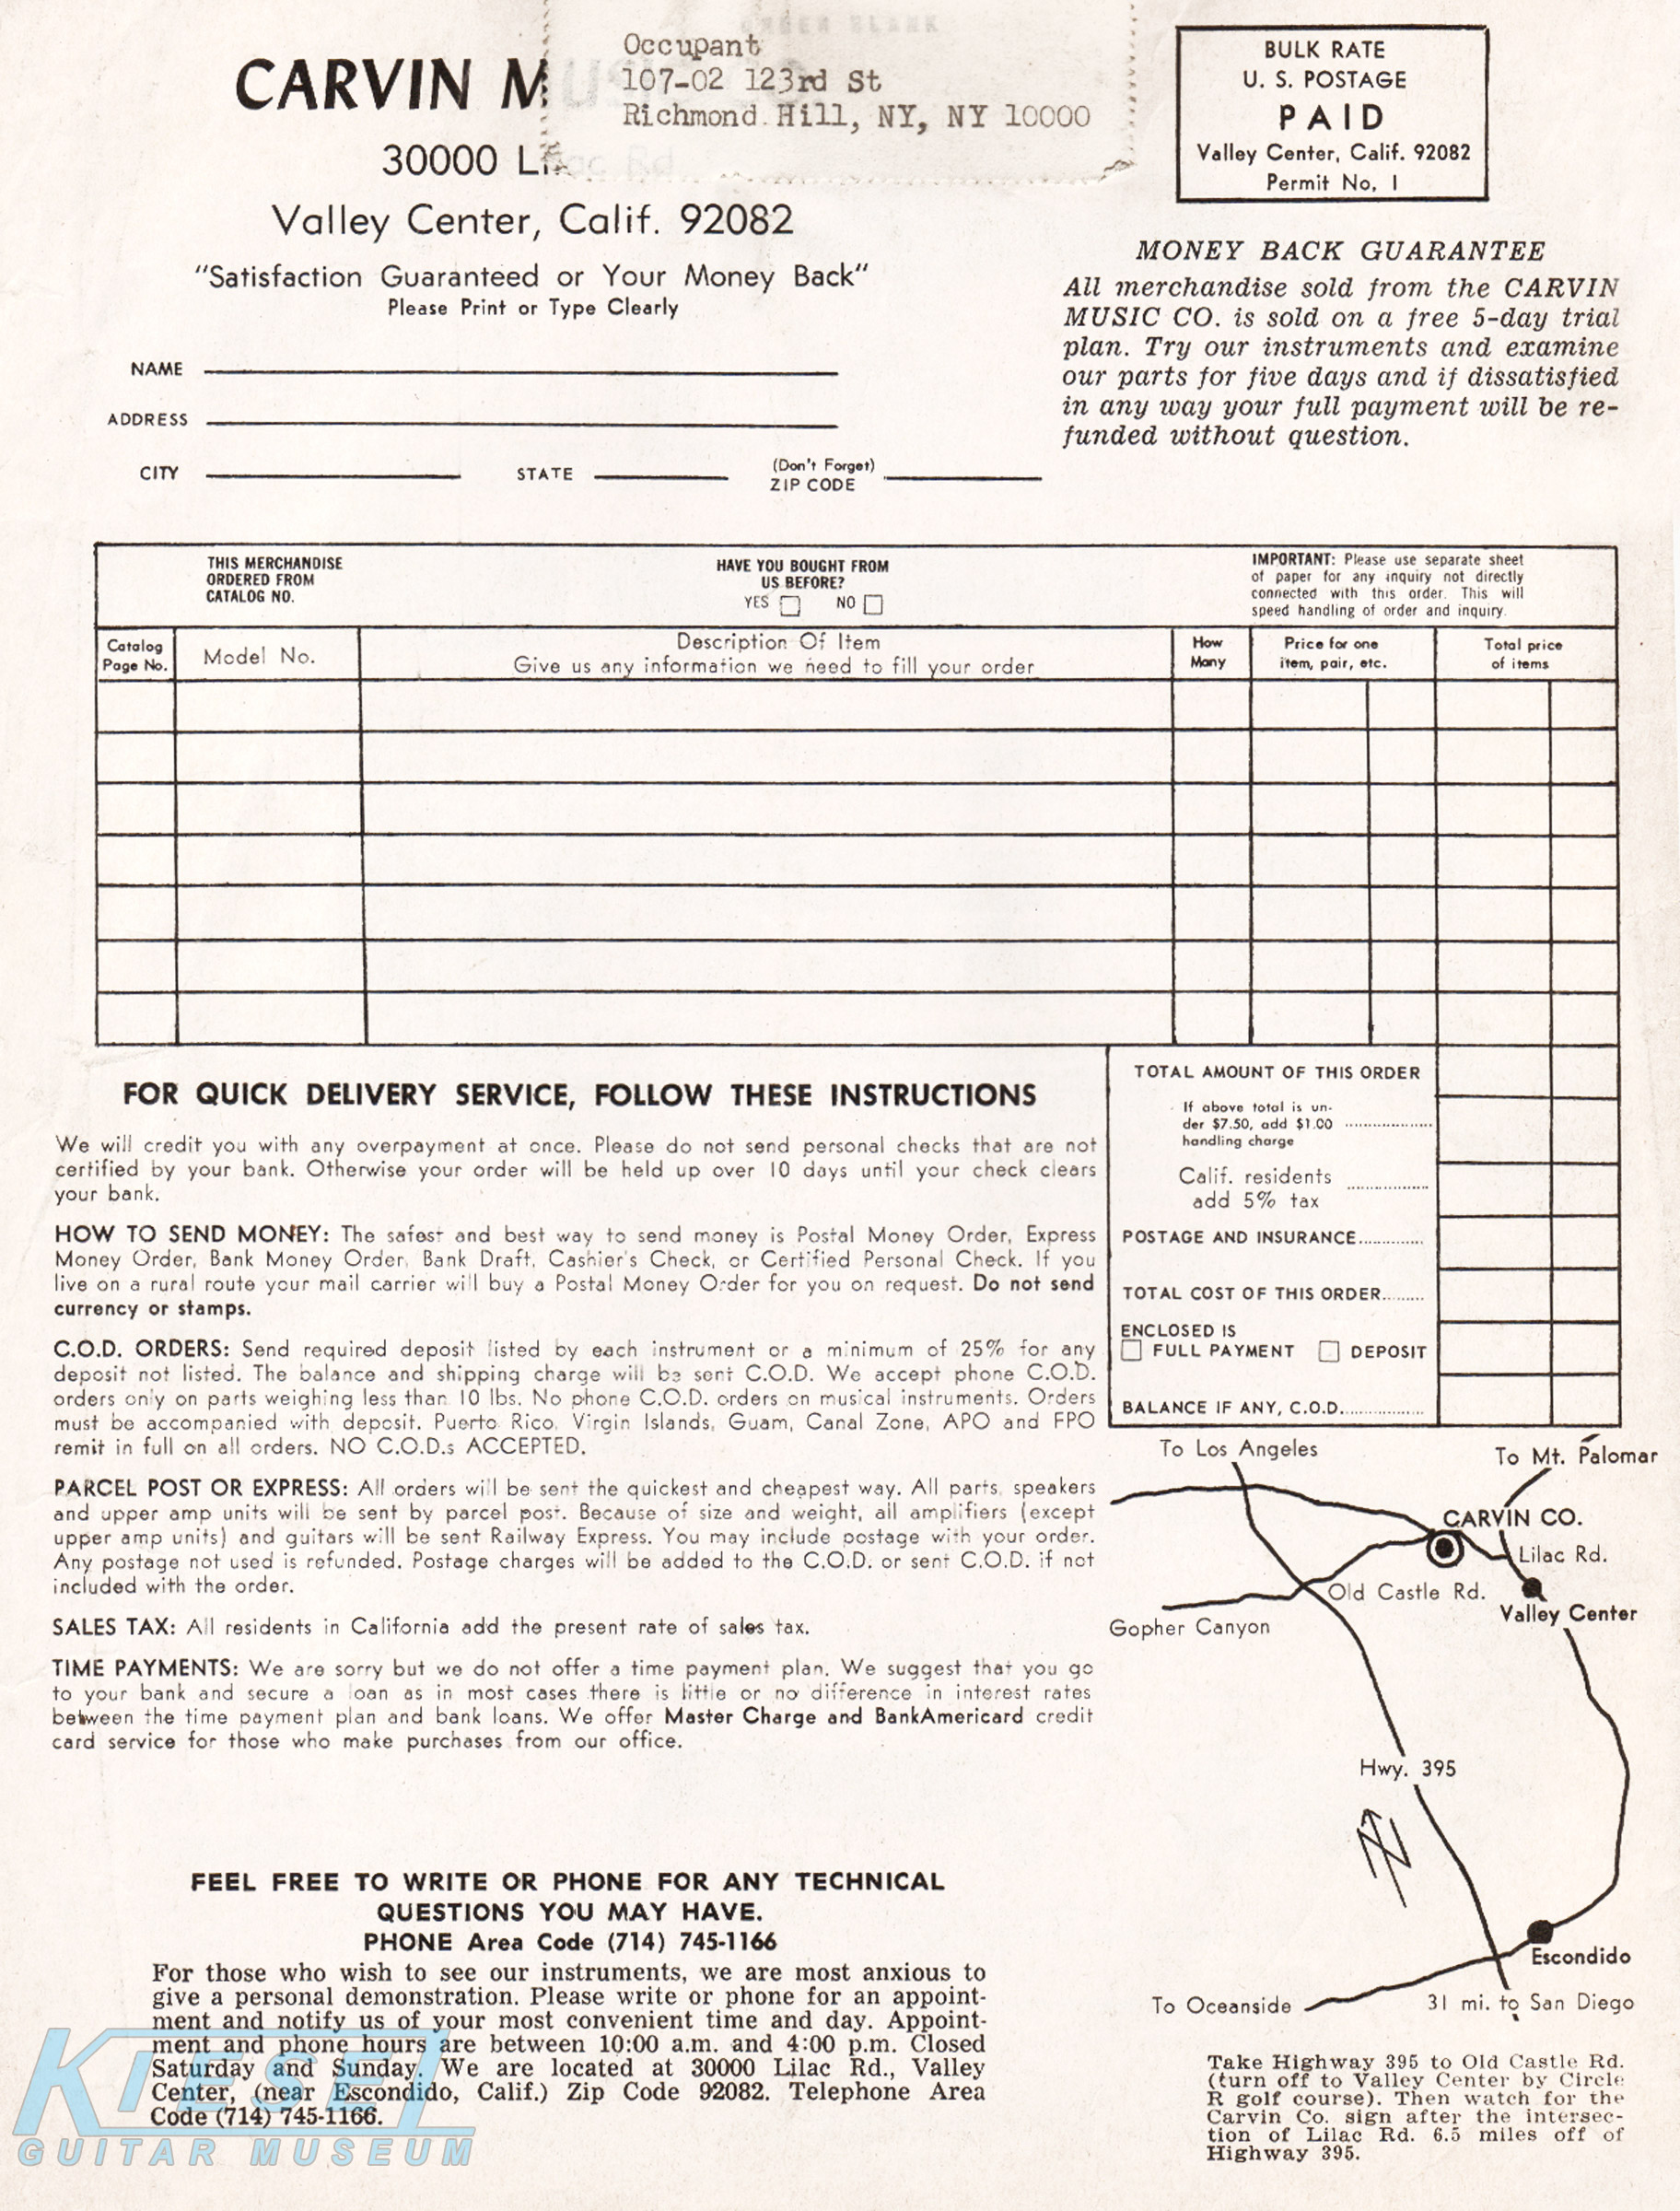 ORDER BLANK
Occupant
107-02 123rd St
Richmond Hill, NY, NY 10000
CARVIN MUS
30000 Lilac Rd
Valley Center, Calif. 92082
"Satisfaction Guaranteed or Your Money Back"
Please Print or Type Clearly
BULK RATE
U. S. POSTAGE
PAID
Valley Center, Calif. 92082
Permit No. 1
MONEY BACK GUARANTEE
All merchandise sold from the CARVIN
MUSIC CO. is sold on a free 5-day trial
plan. Try our instruments and examine
our parts for five days and if dissatisfied
in any way your full payment will be re-
funded without question.
NAME
ADDRESS
CITY STATE (Don't Forget) ZIP CODE
THIS MERCHANDISE
ORDERED FROM
CATALOG NO.
HAVE YOU BOUGHT FROM
US BEFORE?
YES NO
IMPORTANT: Please use separate sheet
of paper for any inquiry not directly
connected with this order. This will
speed handling of order and inquiry.
Catalog
Page No.
Model No.
Description Of Item
Give us any information we need to fill your order
How
Many
Price for one
item, pair, etc.
Total price
of items
FOR QUICK DELIVERY SERVICE, FOLLOW THESE INSTRUCTIONS
We will credit you with any overpayment at once. Please do not send personal checks that are not
certified by your bank. Otherwise your order will be held up over 10 days until your check clears
your bank.
HOW TO SEND MONEY: The safest and best way to send money is Postal Money Order, Express
Money Order, Bank Money Order, Bank Draft, Cashier's Check, or Certified Personal Check. If you
live on a rural route your mail carrier will buy a Postal Money Order for you on request. Do not send
currency or stamps.
C.O.D. ORDERS: Send required deposit listed by each instrument or a minimum of 25% for any
deposit not listed. The balance and shipping charge will be sent C.O.D. We accept phone C.O.D.
orders only on parts weighing less than 10 lbs. No phone C.O.D. orders on musical instruments. Orders
must be accompanied with deposit. Puerto Rico, Virgin Islands, Guam, Canal Zone, APO and FPO
remit in full on all orders. NO C.O.D.s ACCEPTED.
PARCEL POST OR EXPRESS: All orders will be sent the quickest and cheapest way. All parts, speakers
and upper amp units will be sent by parcel post. Because of size and weight, all amplifiers (except
upper amp units) and guitars will be sent Railway Express. You may include postage with your order.
Any postage not used is refunded. Postage charges will be added to the C.O.D. or sent C.O.D. if not
included with the order.
SALES TAX: All residents in California add the present rate of sales tax.
TIME PAYMENTS: We are sorry but we do not offer a time payment plan. We suggest that you go
to your bank and secure a loan as in most cases there is little or no difference in interest rates
between the time payment plan and bank loans. We offer Master Charge and BankAmericard credit
card service for those who make purchases from our office.
TOTAL AMOUNT OF THIS ORDER
If above total is un-
der $7.50, add $1.00
handling charge
Calif. residents
add 5% tax
POSTAGE AND INSURANCE
TOTAL COST OF THIS ORDER
ENCLOSED IS
FULL PAYMENT DEPOSIT
BALANCE IF ANY, C.O.D.
To Los Angeles
To Mt. Palomar
CARVIN CO.
Lilac Rd.
Old Castle Rd.
Valley Center
Gopher Canyon
Hwy. 395
N
Escondido
To Oceanside
31 mi. to San Diego
FEEL FREE TO WRITE OR PHONE FOR ANY TECHNICAL
QUESTIONS YOU MAY HAVE.
PHONE Area Code (714) 745-1166
For those who wish to see our instruments, we are most anxious to
give a personal demonstration. Please write or phone for an appoint-
ment and notify us of your most convenient time and day. Appoint-
ment and phone hours are between 10:00 a.m. and 4:00 p.m. Closed
Saturday and Sunday. We are located at 30000 Lilac Rd., Valley
Center, (near Escondido, Calif.) Zip Code 92082. Telephone Area
Code (714) 745-1166.
Take Highway 395 to Old Castle Rd.
(turn off to Valley Center by Circle
R golf course). Then watch for the
Carvin Co. sign after the intersec-
tion of Lilac Rd. 6.5 miles off of
Highway 395.
KIESEL
GUITAR MUSEUM